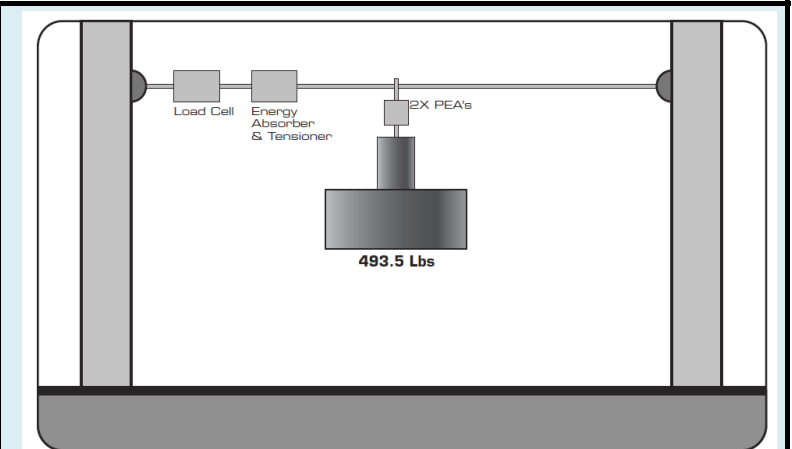 Load Cell
Energy
Absorber
& Tensioner
2X PEA's
493.5 Lbs